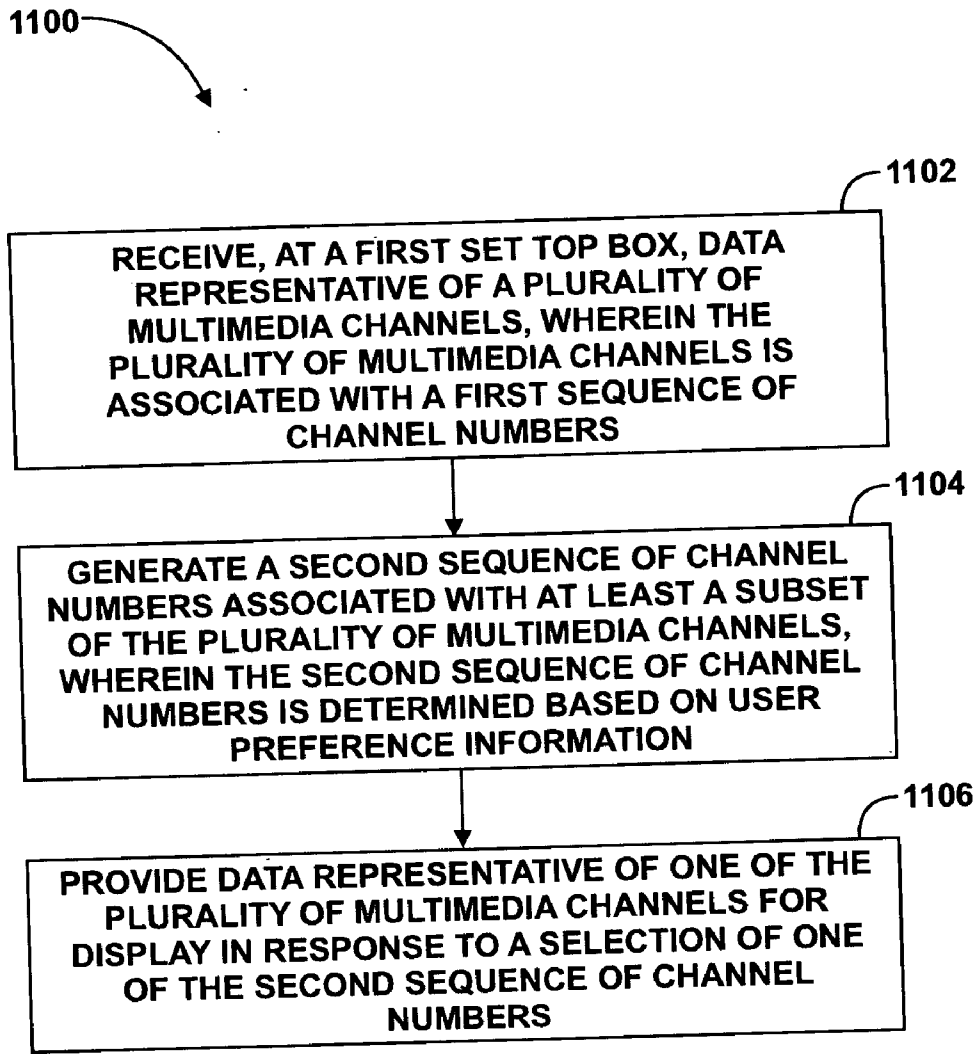 1100
1102
RECEIVE, AT A FIRST SET TOP BOX, DATA
REPRESENTATIVE OF A PLURALITY OF
MULTIMEDIA CHANNELS, WHEREIN THE
PLURALITY OF MULTIMEDIA CHANNELS IS
ASSOCIATED WITH A FIRST SEQUENCE OF
CHANNEL NUMBERS
1104
GENERATE A SECOND SEQUENCE OF CHANNEL
NUMBERS ASSOCIATED WITH AT LEAST A SUBSET
OF THE PLURALITY OF MULTIMEDIA CHANNELS,
WHEREIN THE SECOND SEQUENCE OF CHANNEL
NUMBERS IS DETERMINED BASED ON USER
PREFERENCE INFORMATION
1106
PROVIDE DATA REPRESENTATIVE OF ONE OF THE
PLURALITY OF MULTIMEDIA CHANNELS FOR
DISPLAY IN RESPONSE TO A SELECTION OF ONE
OF THE SECOND SEQUENCE OF CHANNEL
NUMBERS